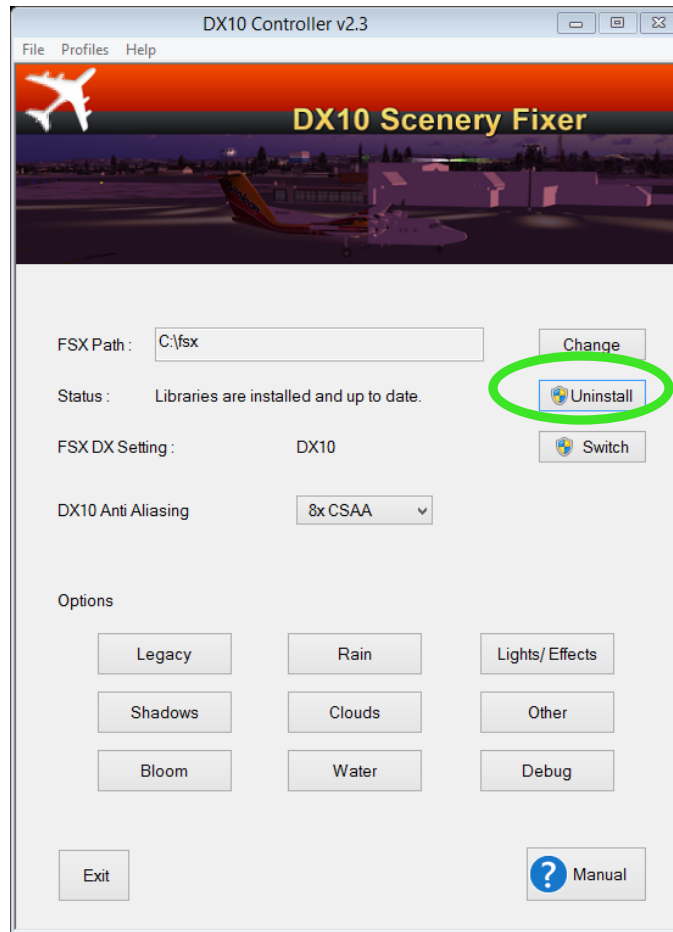 DX10 Controller v2.3
File Profiles Help
DX10 Scenery Fixer
FSX Path : C:\fsx Change
Status : Libraries are installed and up to date. Uninstall
FSX DX Setting : DX10 Switch
DX10 Anti Aliasing 8x CSAA
Options
Legacy Rain Lights/ Effects
Shadows Clouds Other
Bloom Water Debug
Exit ? Manual